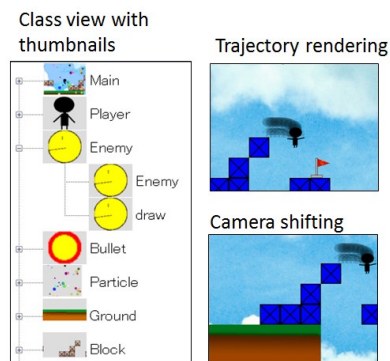 Class view with
thumbnails
Main
Player
Enemy
Enemy
draw
Bullet
Particle
Ground
Block
Trajectory rendering
Camera shifting